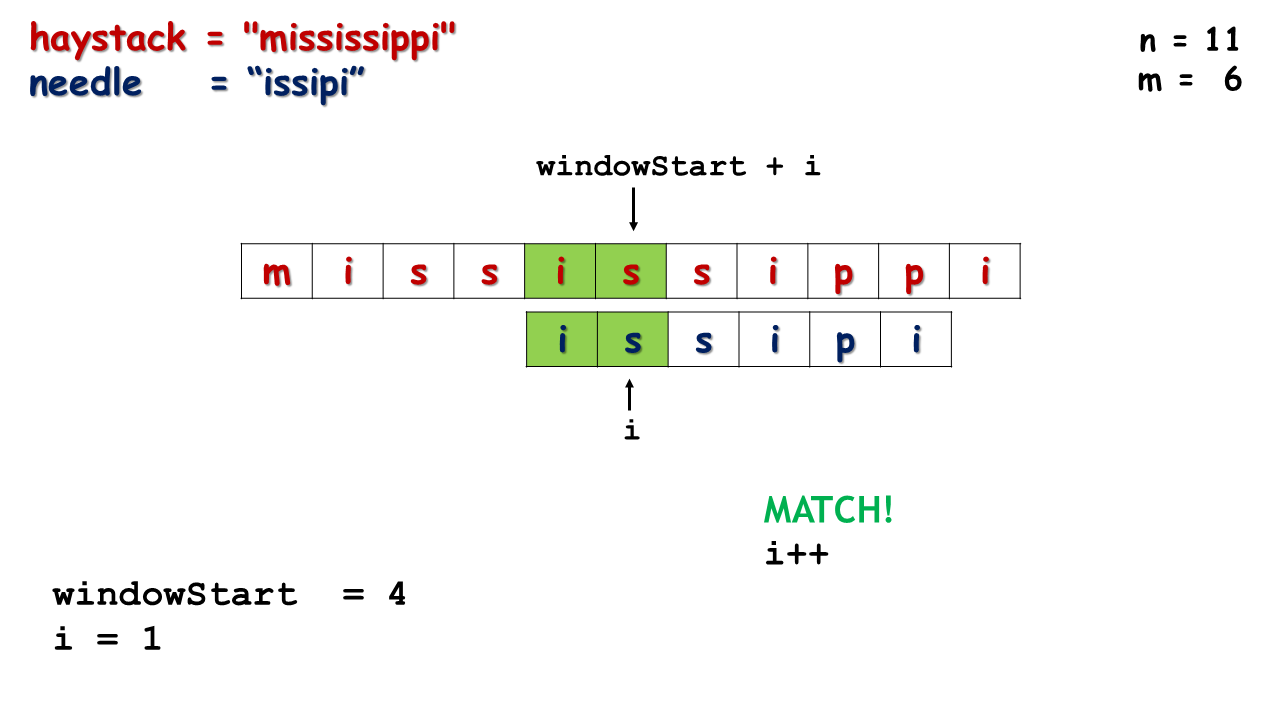 haystack = "mississippi"
needle = “issipi”
n = 11
m = 6
windowStart + i
m i s s i s s i p p i
i s s i p i
i
MATCH!
i++
windowStart = 4
i = 1